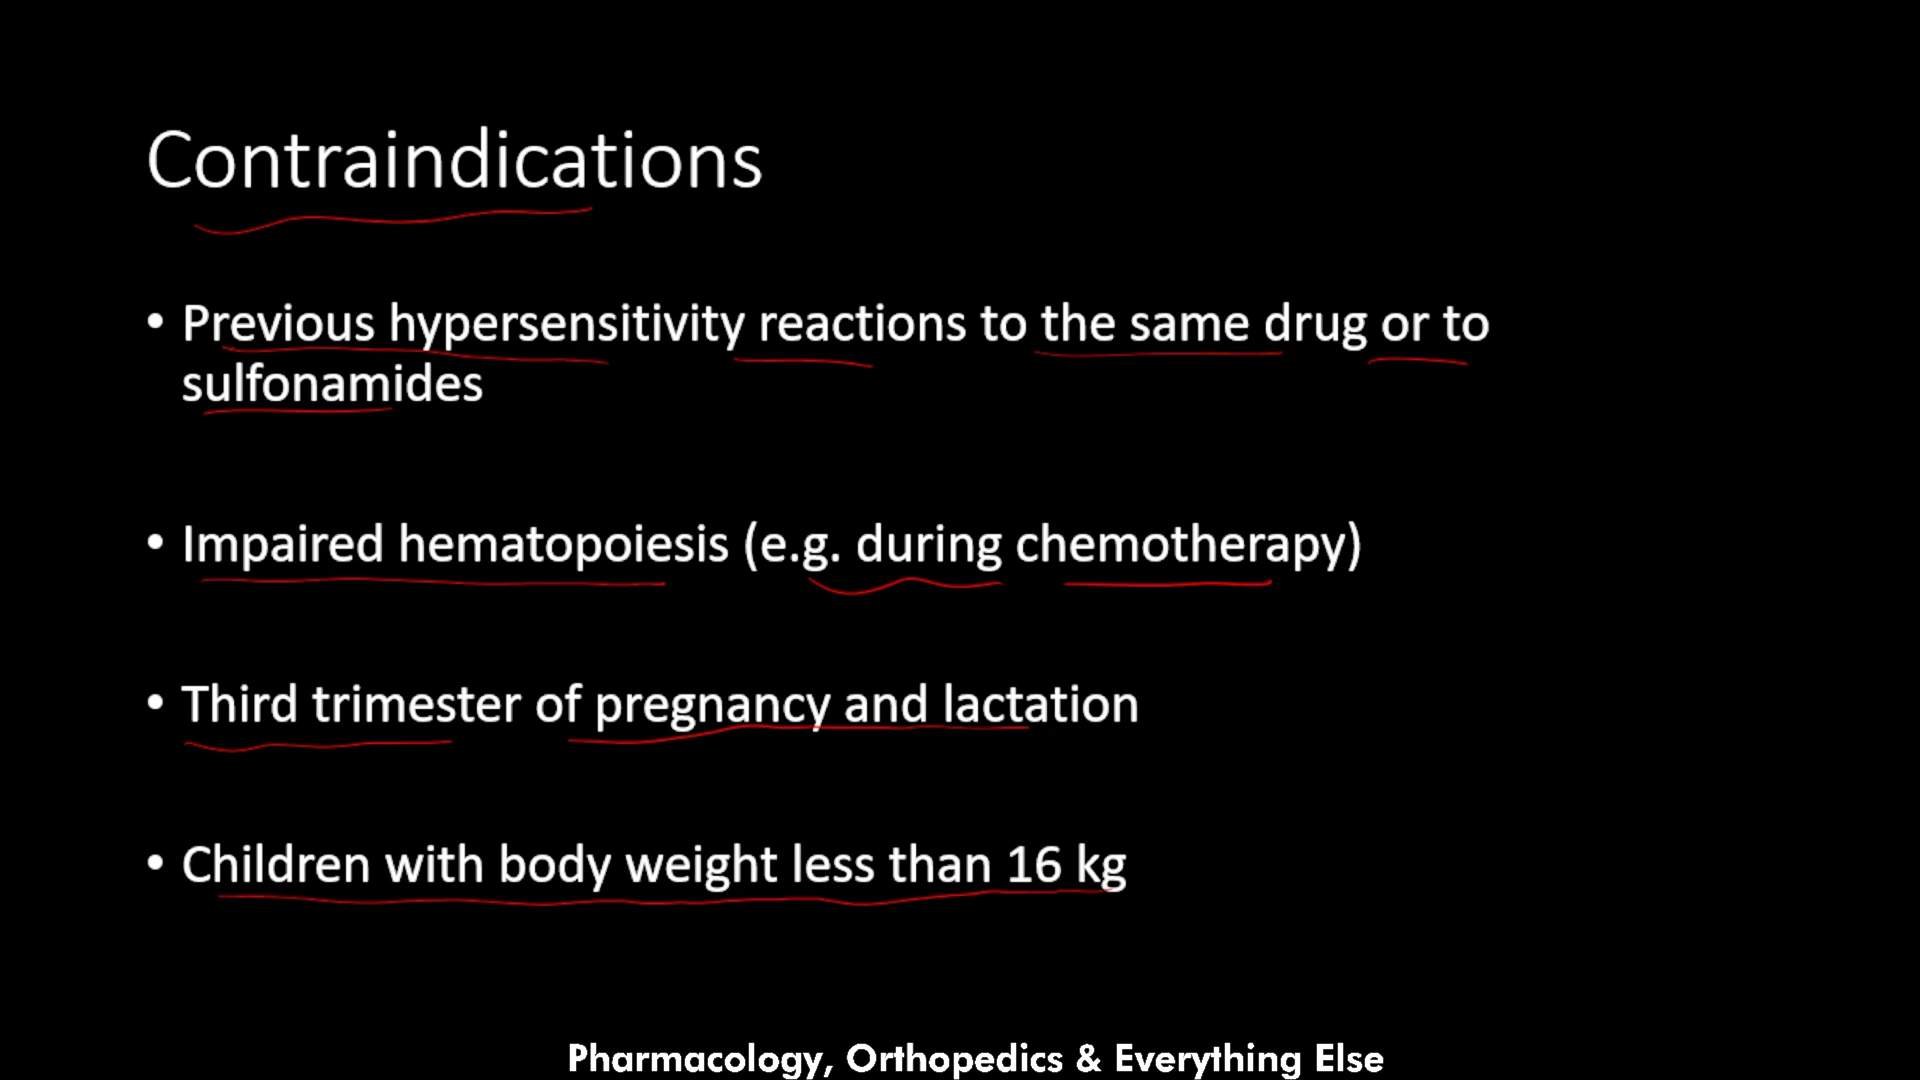 Contraindications
• Previous hypersensitivity reactions to the same drug or to
sulfonamides
• Impaired hematopoiesis (e.g. during chemotherapy)
• Third trimester of pregnancy and lactation
• Children with body weight less than 16 kg
Pharmacology, Orthopedics & Everything Else